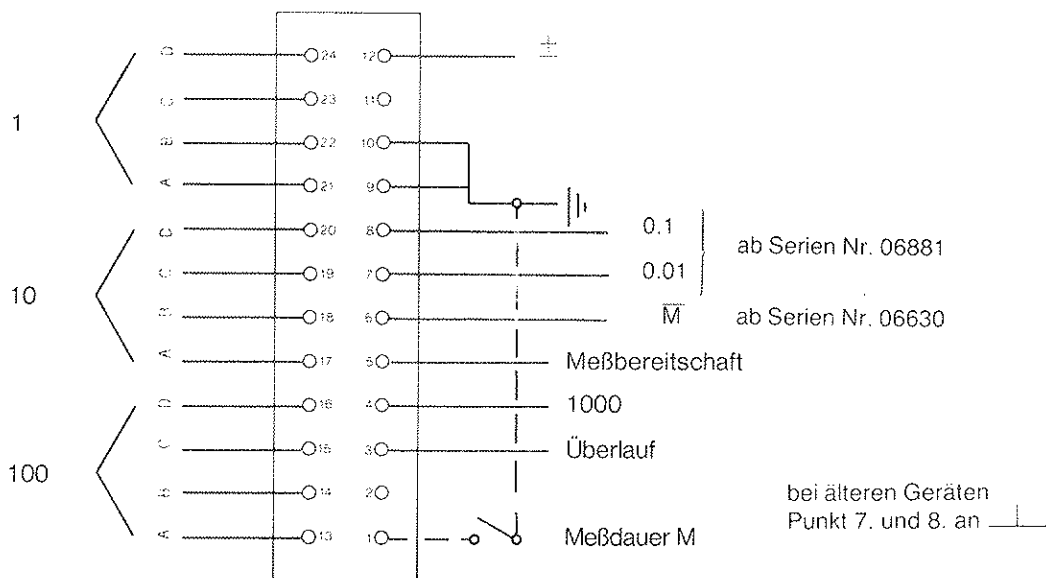 D 24 12 ±
C 23 11
1
B 22 10
A 21 9
D 20 8 0.1
ab Serien Nr. 06881
C 19 7 0.01
10
B 18 6 M̅ ab Serien Nr. 06630
A 17 5 Meßbereitschaft
D 16 4 1000
C 15 3 Überlauf
100
B 14 2
bei älteren Geräten
Punkt 7. und 8. an
A 13 1 Meßdauer M